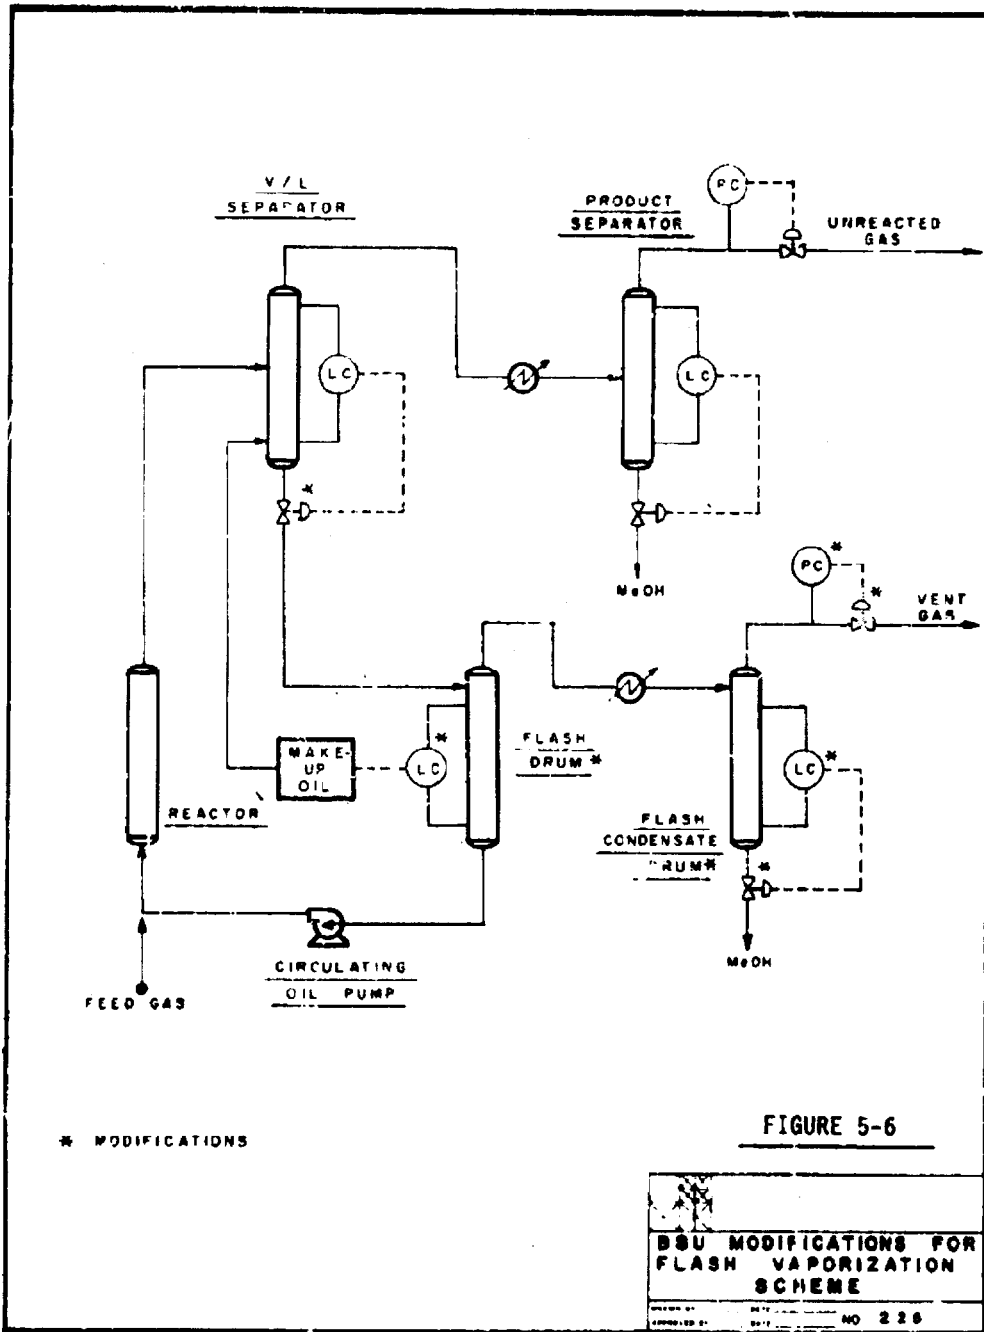 V/L
SEPARATOR
PRODUCT
SEPARATOR
PC
UNREACTED
GAS
LC
LC
*
MeOH
PC
*
*
VENT
GAS
MAKE-
UP
OIL
LC
*
FLASH
DRUM*
LC
*
REACTOR
FLASH
CONDENSATE
DRUM*
*
MeOH
CIRCULATING
OIL PUMP
FEED GAS
* MODIFICATIONS
FIGURE 5-6
BSU MODIFICATIONS FOR
FLASH VAPORIZATION
SCHEME
NO 226